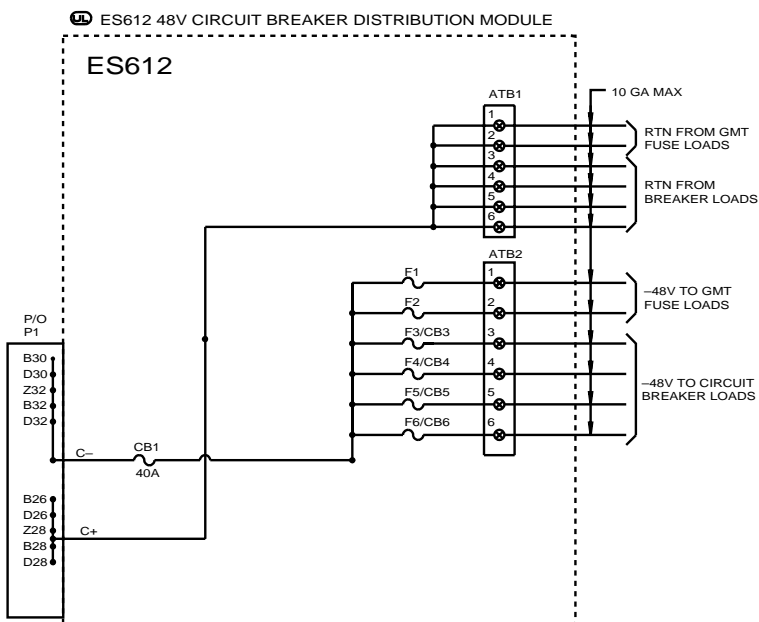 UL ES612 48V CIRCUIT BREAKER DISTRIBUTION MODULE
ES612
ATB1
10 GA MAX
1
2
3
4
5
6
RTN FROM GMT
FUSE LOADS
RTN FROM
BREAKER LOADS
ATB2
F1
1
F2
2
F3/CB3
3
F4/CB4
4
F5/CB5
5
F6/CB6
6
–48V TO GMT
FUSE LOADS
–48V TO CIRCUIT
BREAKER LOADS
P/O
P1
B30
D30
Z32
B32
D32
C–
CB1
40A
B26
D26
Z28
B28
D28
C+